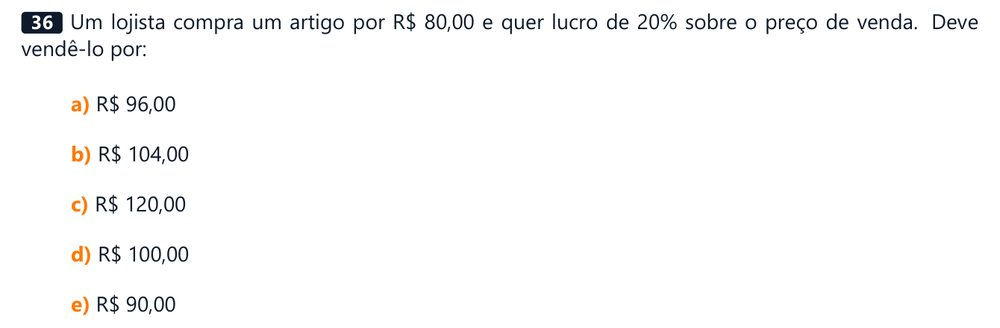 36 Um lojista compra um artigo por R$ 80,00 e quer lucro de 20% sobre o preço de venda. Deve
vendê-lo por:
a) R$ 96,00
b) R$ 104,00
c) R$ 120,00
d) R$ 100,00
e) R$ 90,00